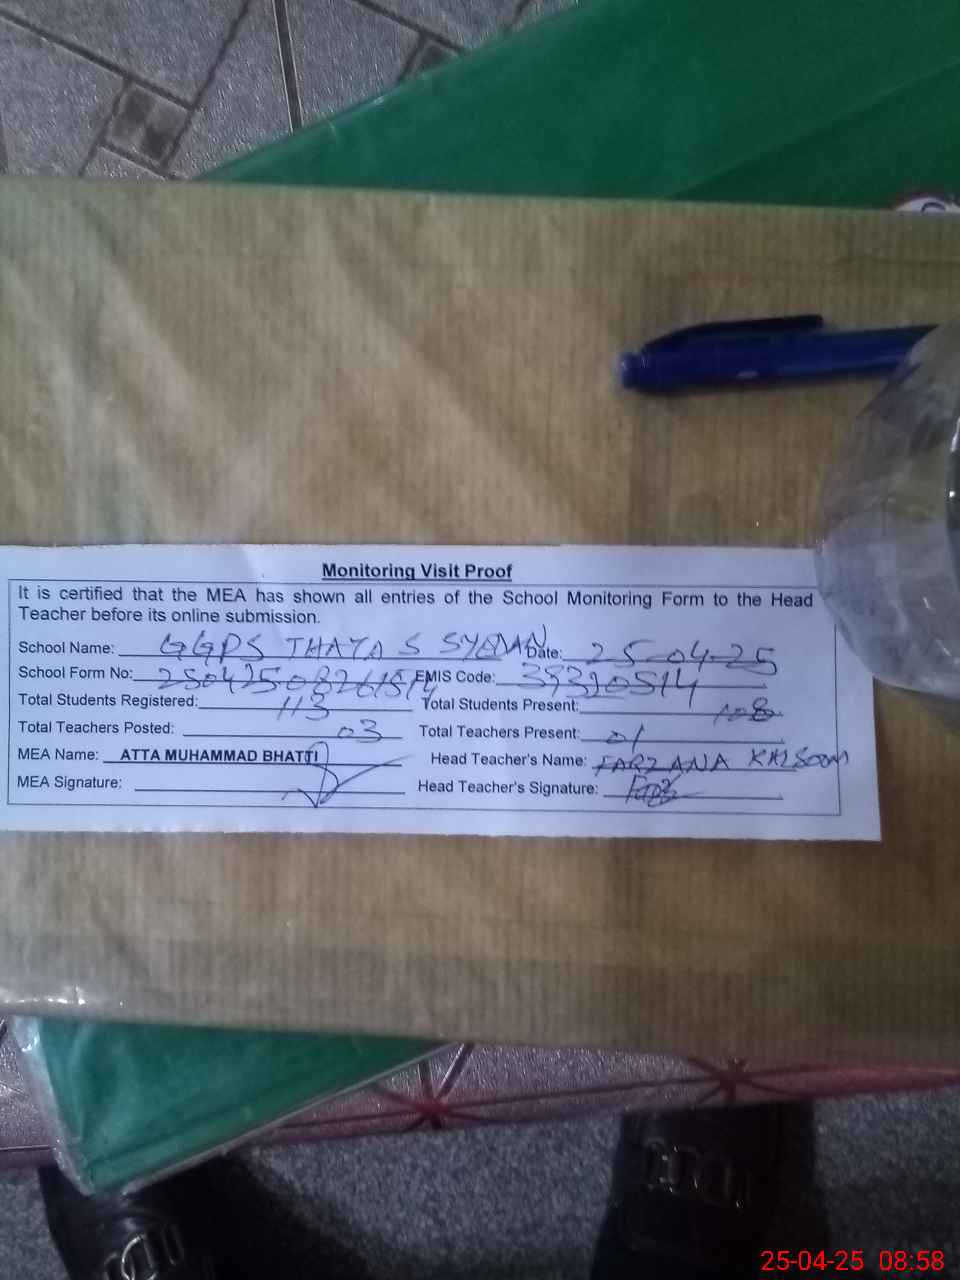 Monitoring Visit Proof
It is certified that the MEA has shown all entries of the School Monitoring Form to the Head
Teacher before its online submission.
School Name: GGPS THATA S SYEDAN Date: 25-04-25
School Form No: EMIS Code: 39310514
Total Students Registered: 113 Total Students Present: 108
Total Teachers Posted: 03 Total Teachers Present: 01
MEA Name: ATTA MUHAMMAD BHATTI Head Teacher's Name: FARZANA KALSOOM
MEA Signature: Head Teacher's Signature:
25-04-25 08:58